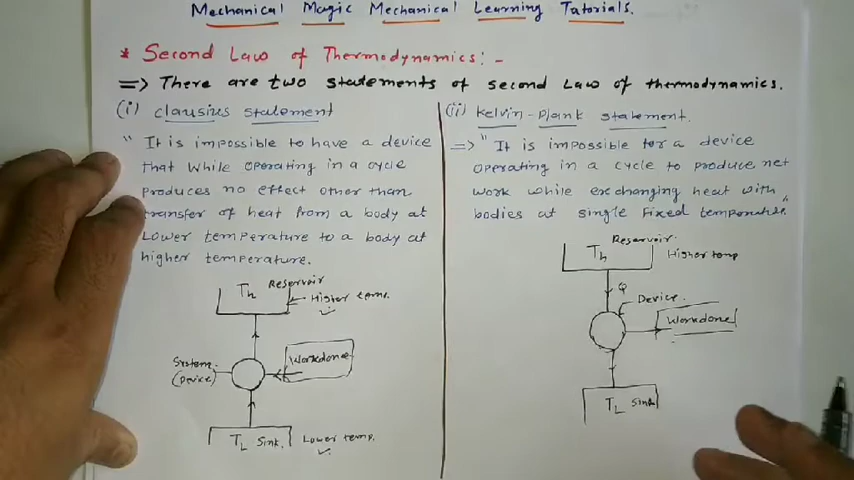 Mechanical Magic Mechanical Learning Tutorials.
* Second Law of Thermodynamics:-
=> There are two statements of second Law of thermodynamics.
(i) clausius statement
" It is impossible to have a device
That while operating in a cycle
produces no effect other than
transfer of heat from a body at
Lower temperature to a body at
higher temperature.
Th
Reservoir
Higher temp.
System
(Device)
Workdone
TL Sink.
Lower temp.
(ii) kelvin-plank statement.
=> "It is impossible for a device
operating in a cycle to produce net
work while exchanging heat with
bodies at single fixed temperature."
Th
Reservoir
Higher temp
Q
Device.
Workdone
TL Sink